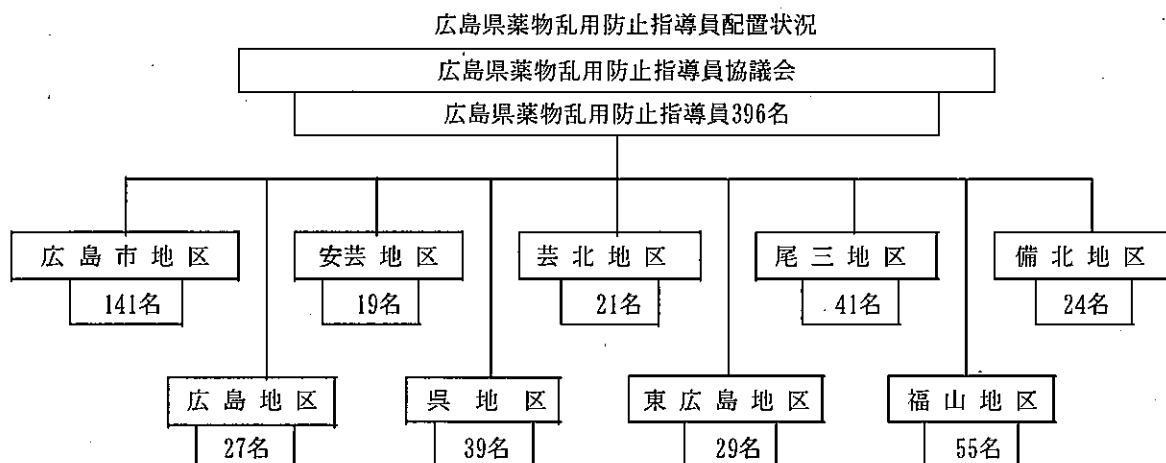 広島県薬物乱用防止指導員配置状況
広島県薬物乱用防止指導員協議会
広島県薬物乱用防止指導員396名
広島市地区
安芸地区
芸北地区
尾三地区
備北地区
141名
19名
21名
41名
24名
広島地区
呉地区
東広島地区
福山地区
27名
39名
29名
55名